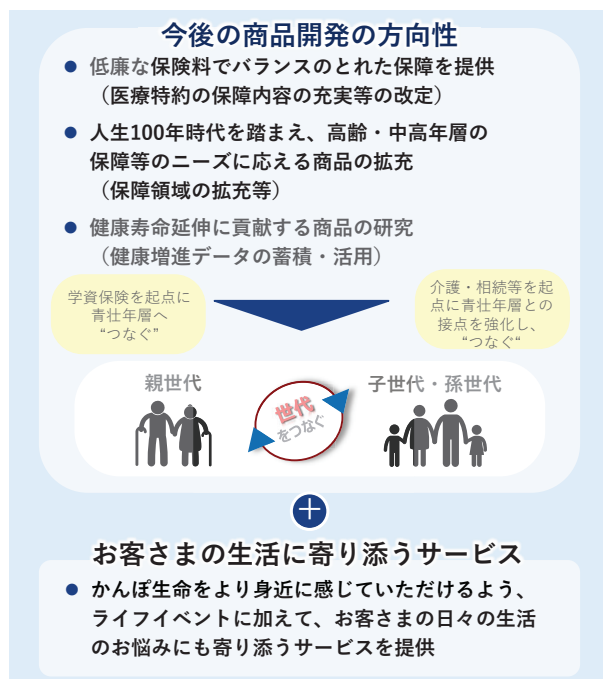 今後の商品開発の方向性
● 低廉な保険料でバランスのとれた保障を提供
（医療特約の保障内容の充実等の改定）
● 人生100年時代を踏まえ、高齢・中高年層の
保障等のニーズに応える商品の拡充
（保障領域の拡充等）
● 健康寿命延伸に貢献する商品の研究
（健康増進データの蓄積・活用）
学資保険を起点に
青壮年層へ
“つなぐ”
介護・相続等を起
点に青壮年層との
接点を強化し、
“つなぐ“
親世代
世代
をつなぐ
子世代・孫世代
＋
お客さまの生活に寄り添うサービス
● かんぽ生命をより身近に感じていただけるよう、
ライフイベントに加えて、お客さまの日々の生活
のお悩みにも寄り添うサービスを提供